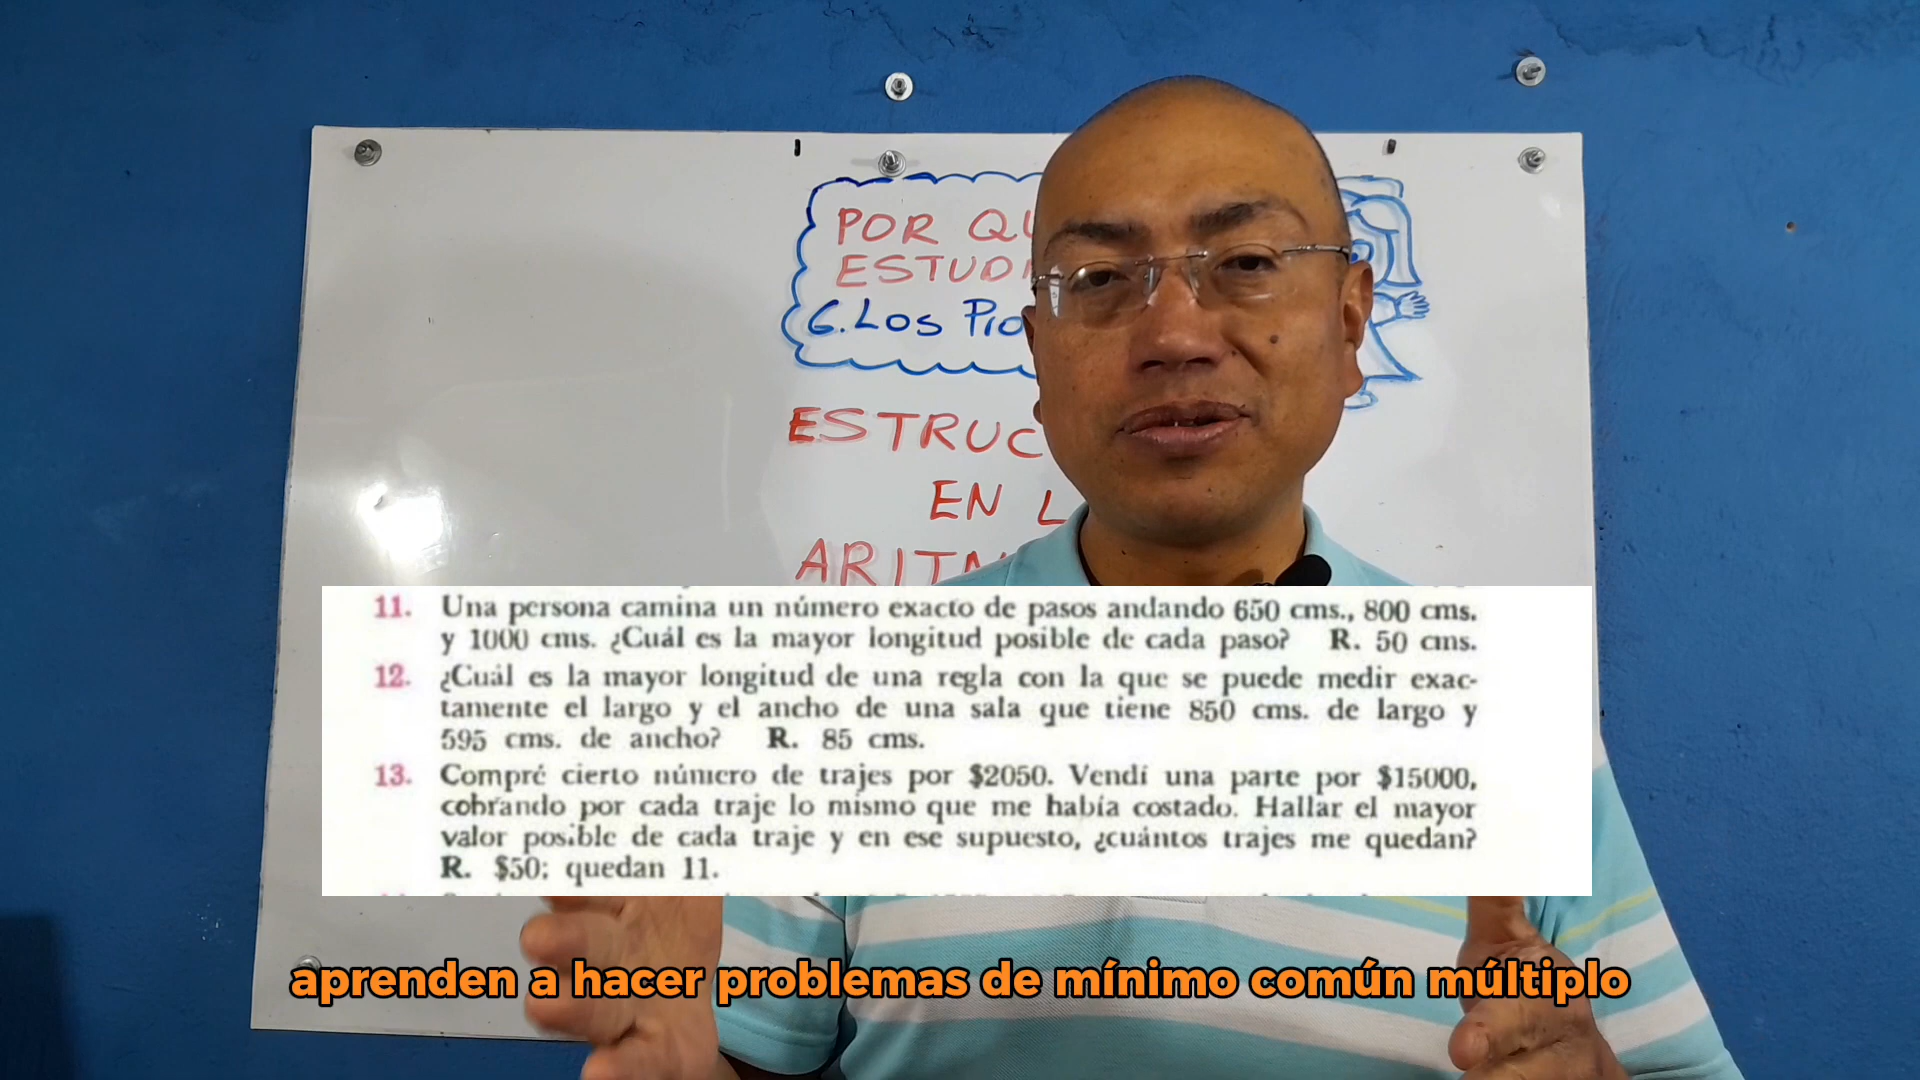 POR QU
ESTUDI
6. Los Pio
ESTRUC
EN L
ARITM
11. Una persona camina un número exacto de pasos andando 650 cms., 800 cms.
y 1000 cms. ¿Cuál es la mayor longitud posible de cada paso? R. 50 cms.
12. ¿Cuál es la mayor longitud de una regla con la que se puede medir exac-
tamente el largo y el ancho de una sala que tiene 850 cms. de largo y
595 cms. de ancho? R. 85 cms.
13. Compré cierto número de trajes por $2050. Vendí una parte por $15000,
cobrando por cada traje lo mismo que me había costado. Hallar el mayor
valor posible de cada traje y en ese supuesto, ¿cuántos trajes me quedan?
R. $50; quedan 11.
aprenden a hacer problemas de mínimo común múltiplo